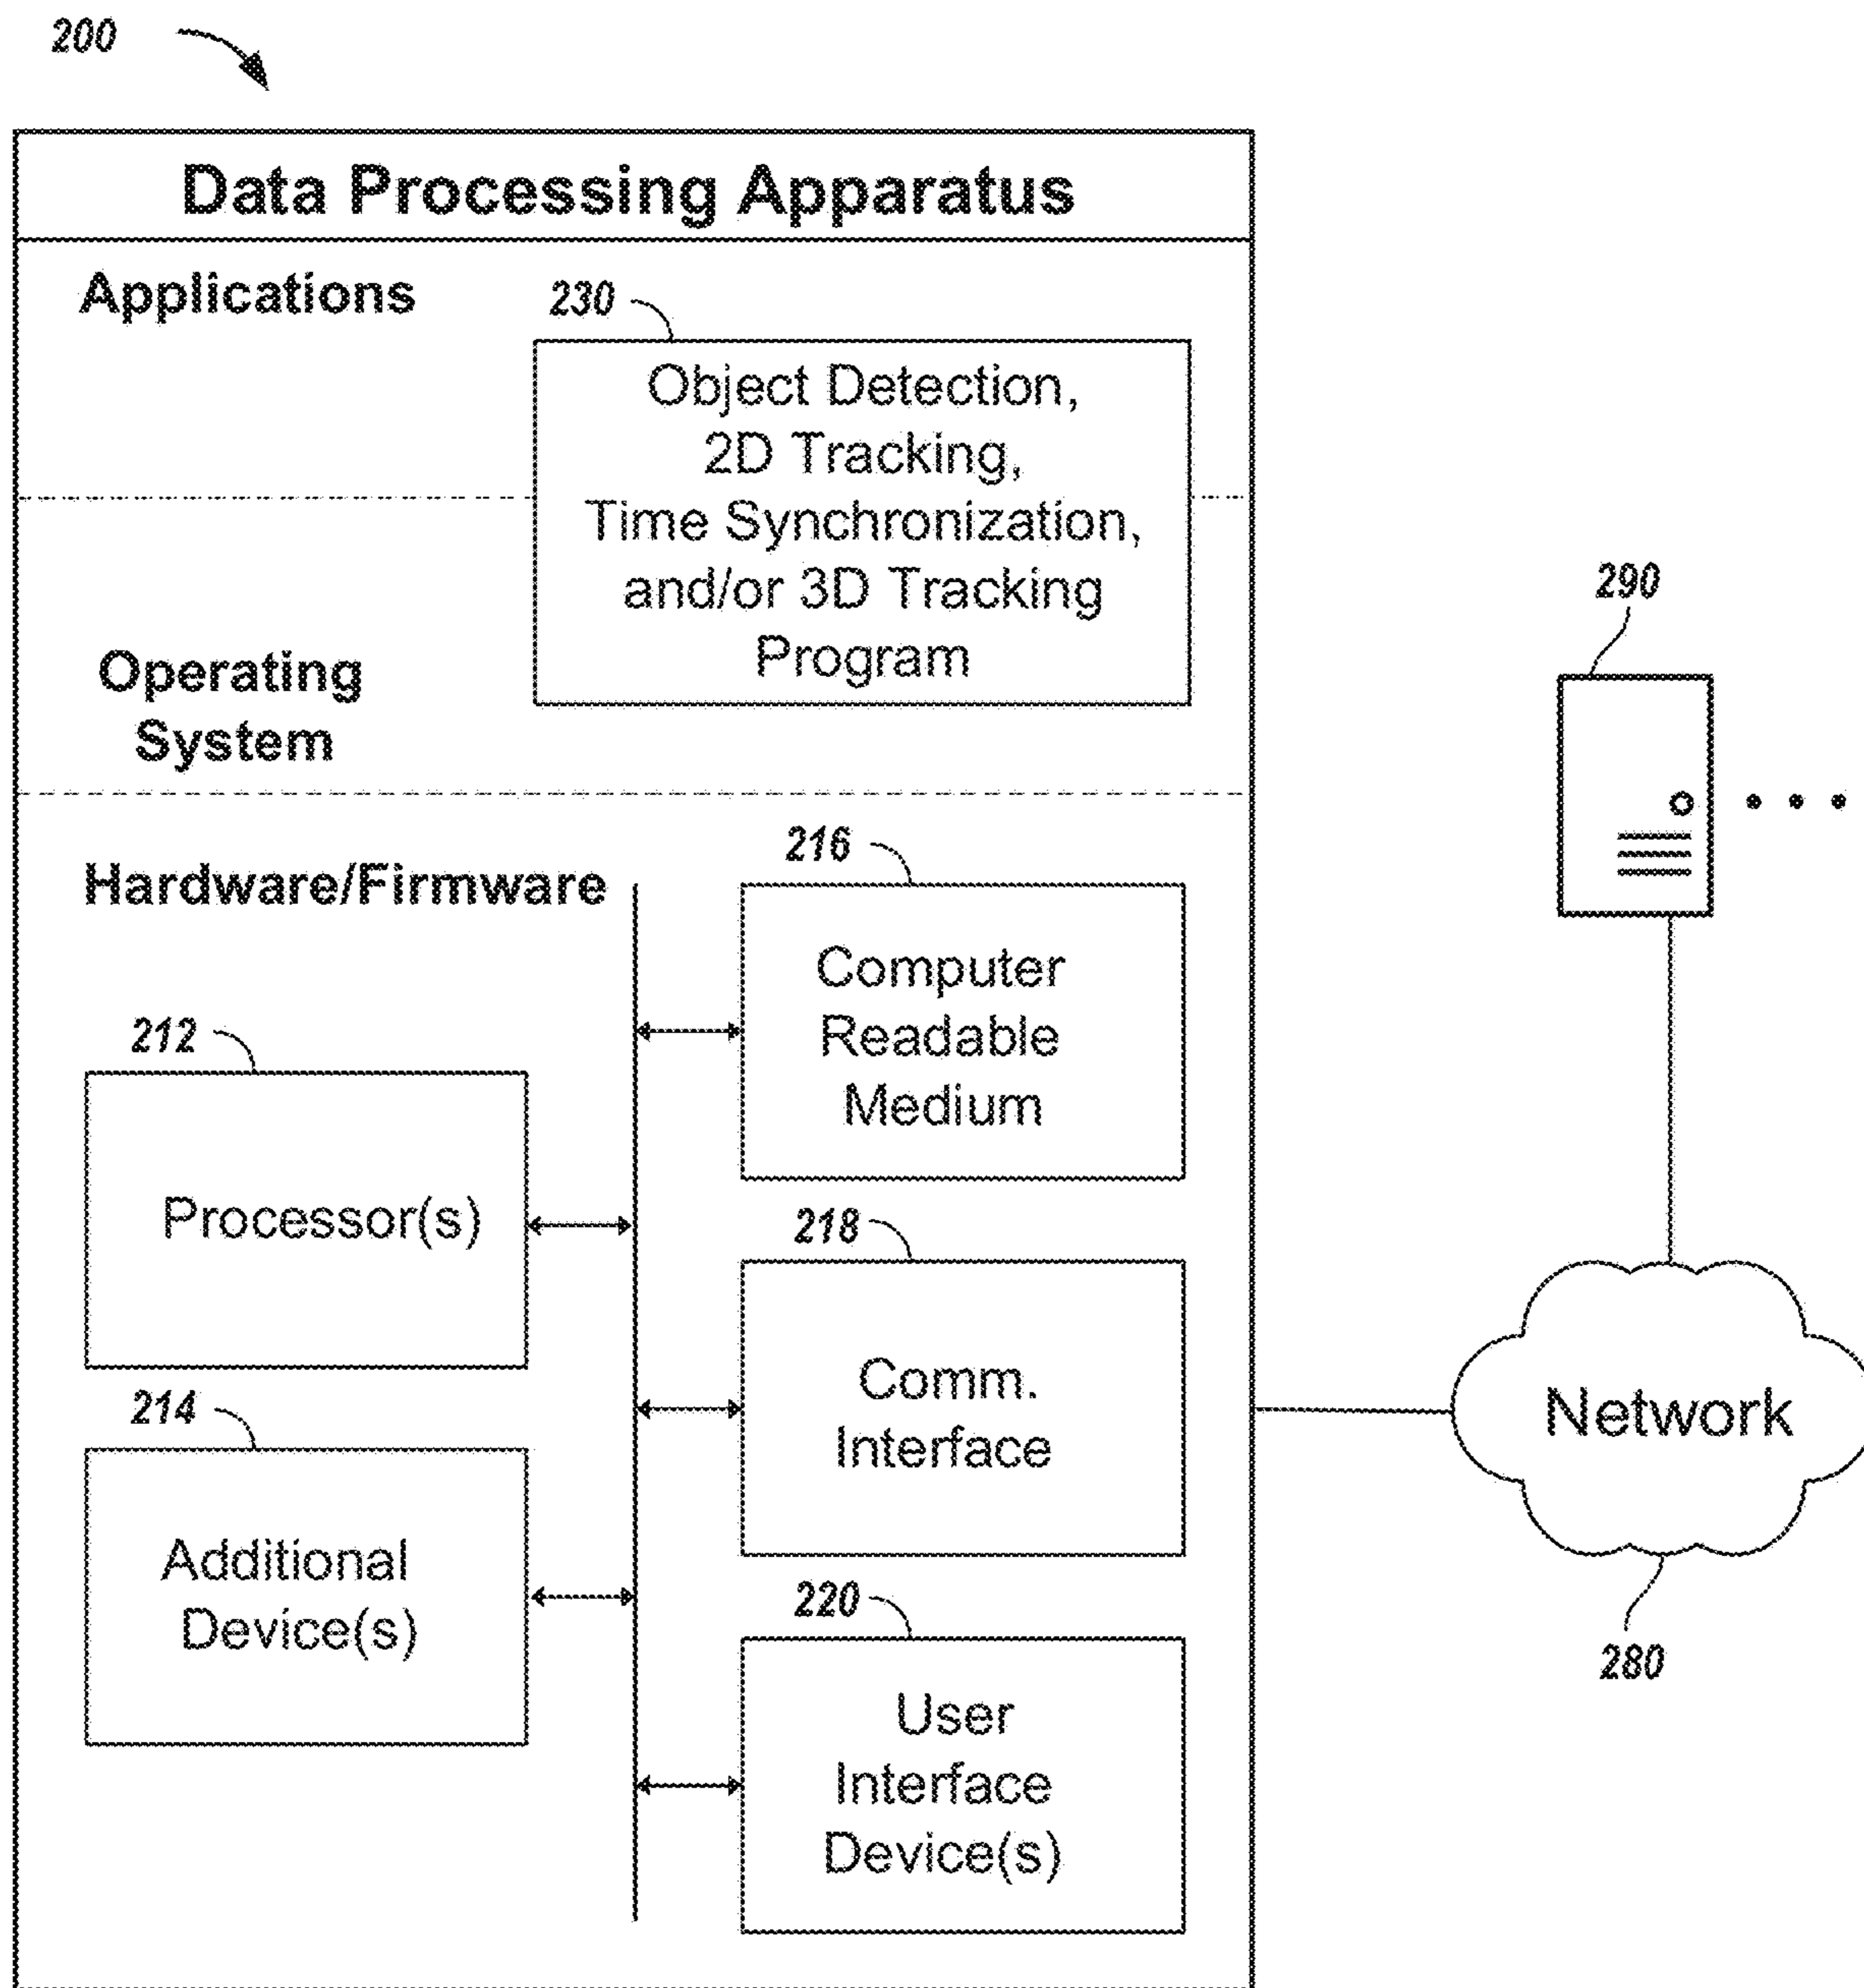 200
Data Processing Apparatus
Applications
230
Object Detection,
2D Tracking,
Time Synchronization,
and/or 3D Tracking
Program
Operating
System
290
Hardware/Firmware
216
Computer
Readable
Medium
212
Processor(s)
218
Comm.
Interface
214
Additional
Device(s)
220
User
Interface
Device(s)
Network
280